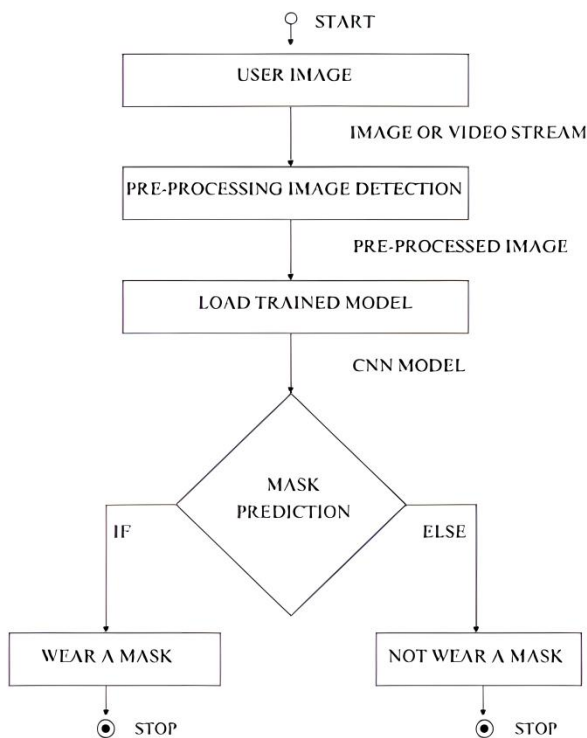 START
USER IMAGE
IMAGE OR VIDEO STREAM
PRE-PROCESSING IMAGE DETECTION
PRE-PROCESSED IMAGE
LOAD TRAINED MODEL
CNN MODEL
MASK
PREDICTION
IF
ELSE
WEAR A MASK
NOT WEAR A MASK
STOP
STOP